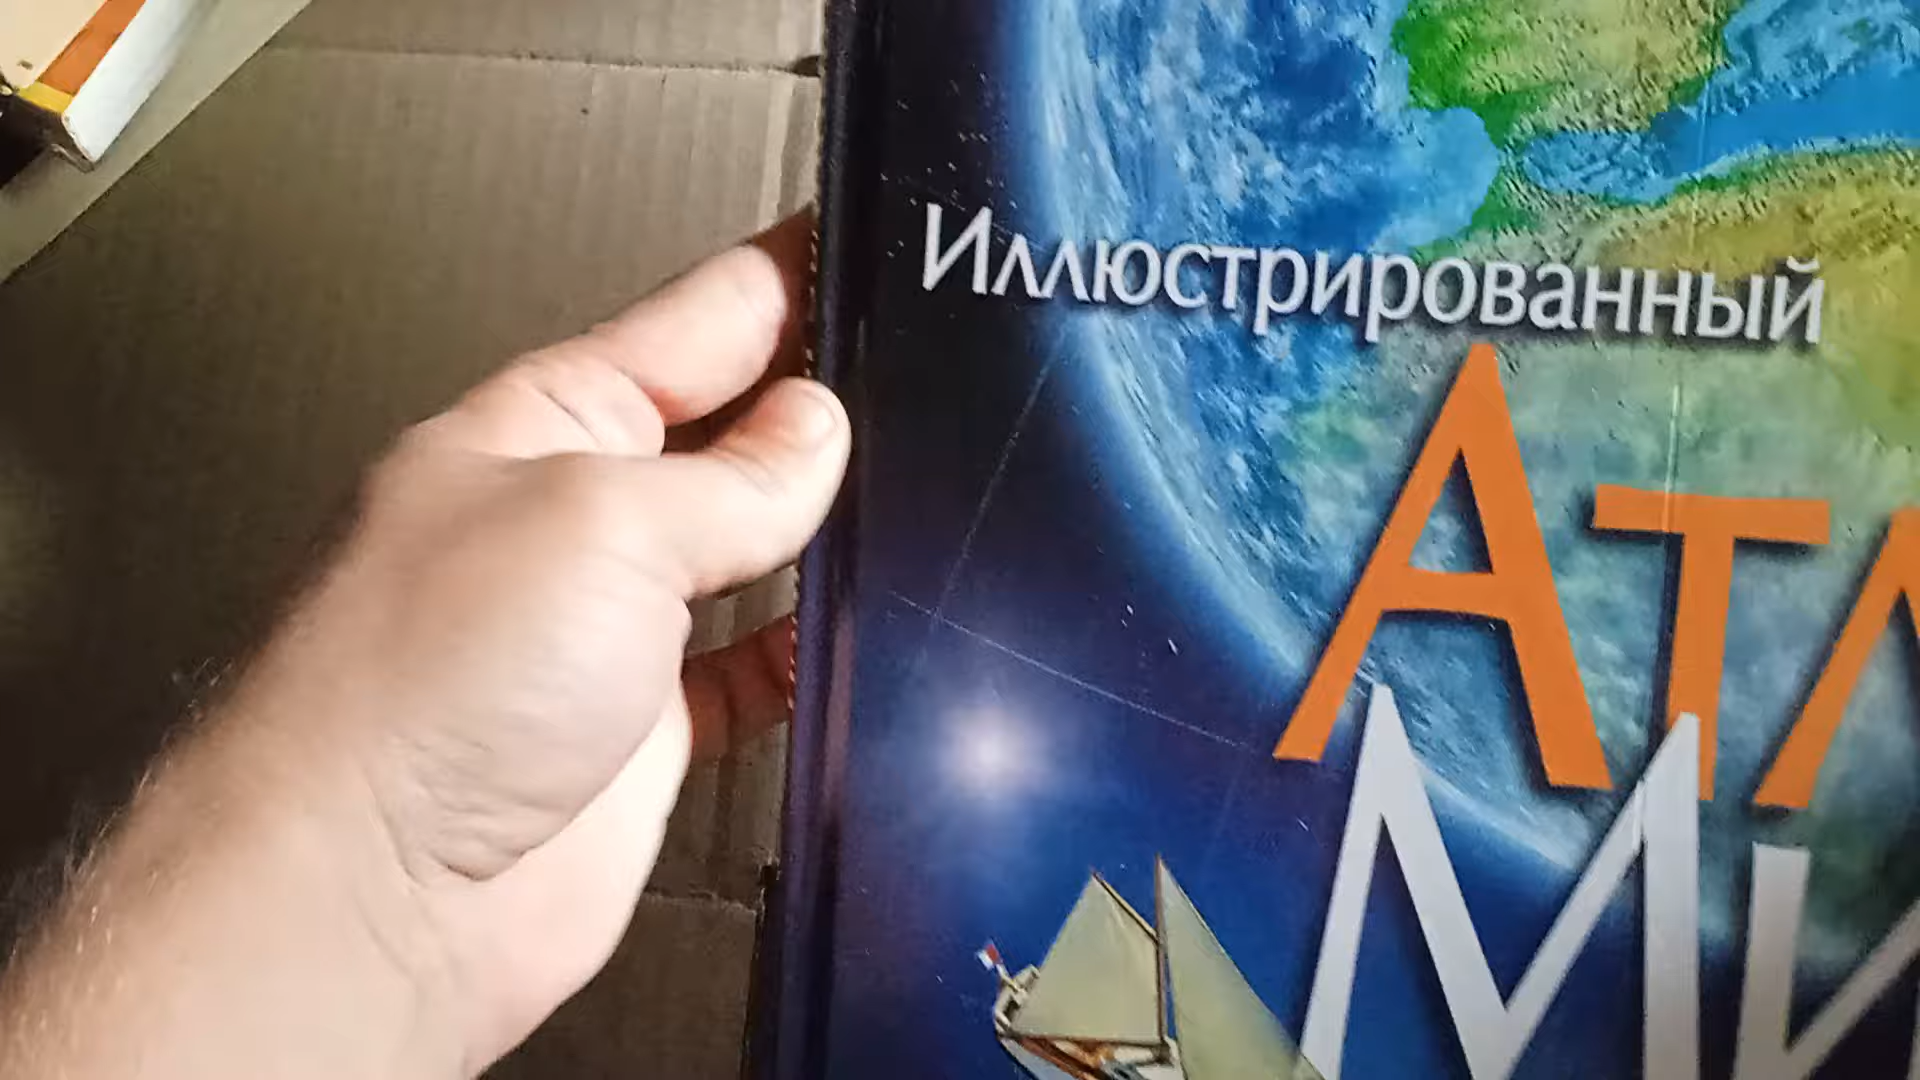 Иллюстрированный
Атл
Ми